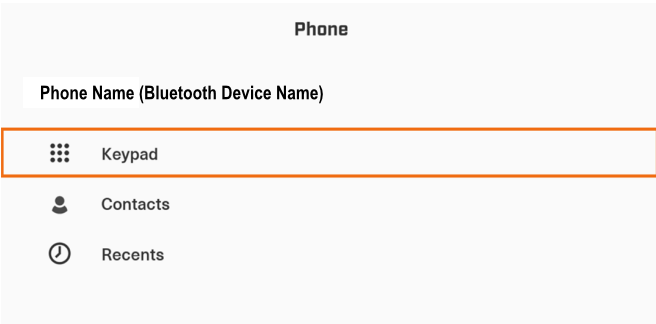 Phone
Phone Name (Bluetooth Device Name)
Keypad
Contacts
Recents